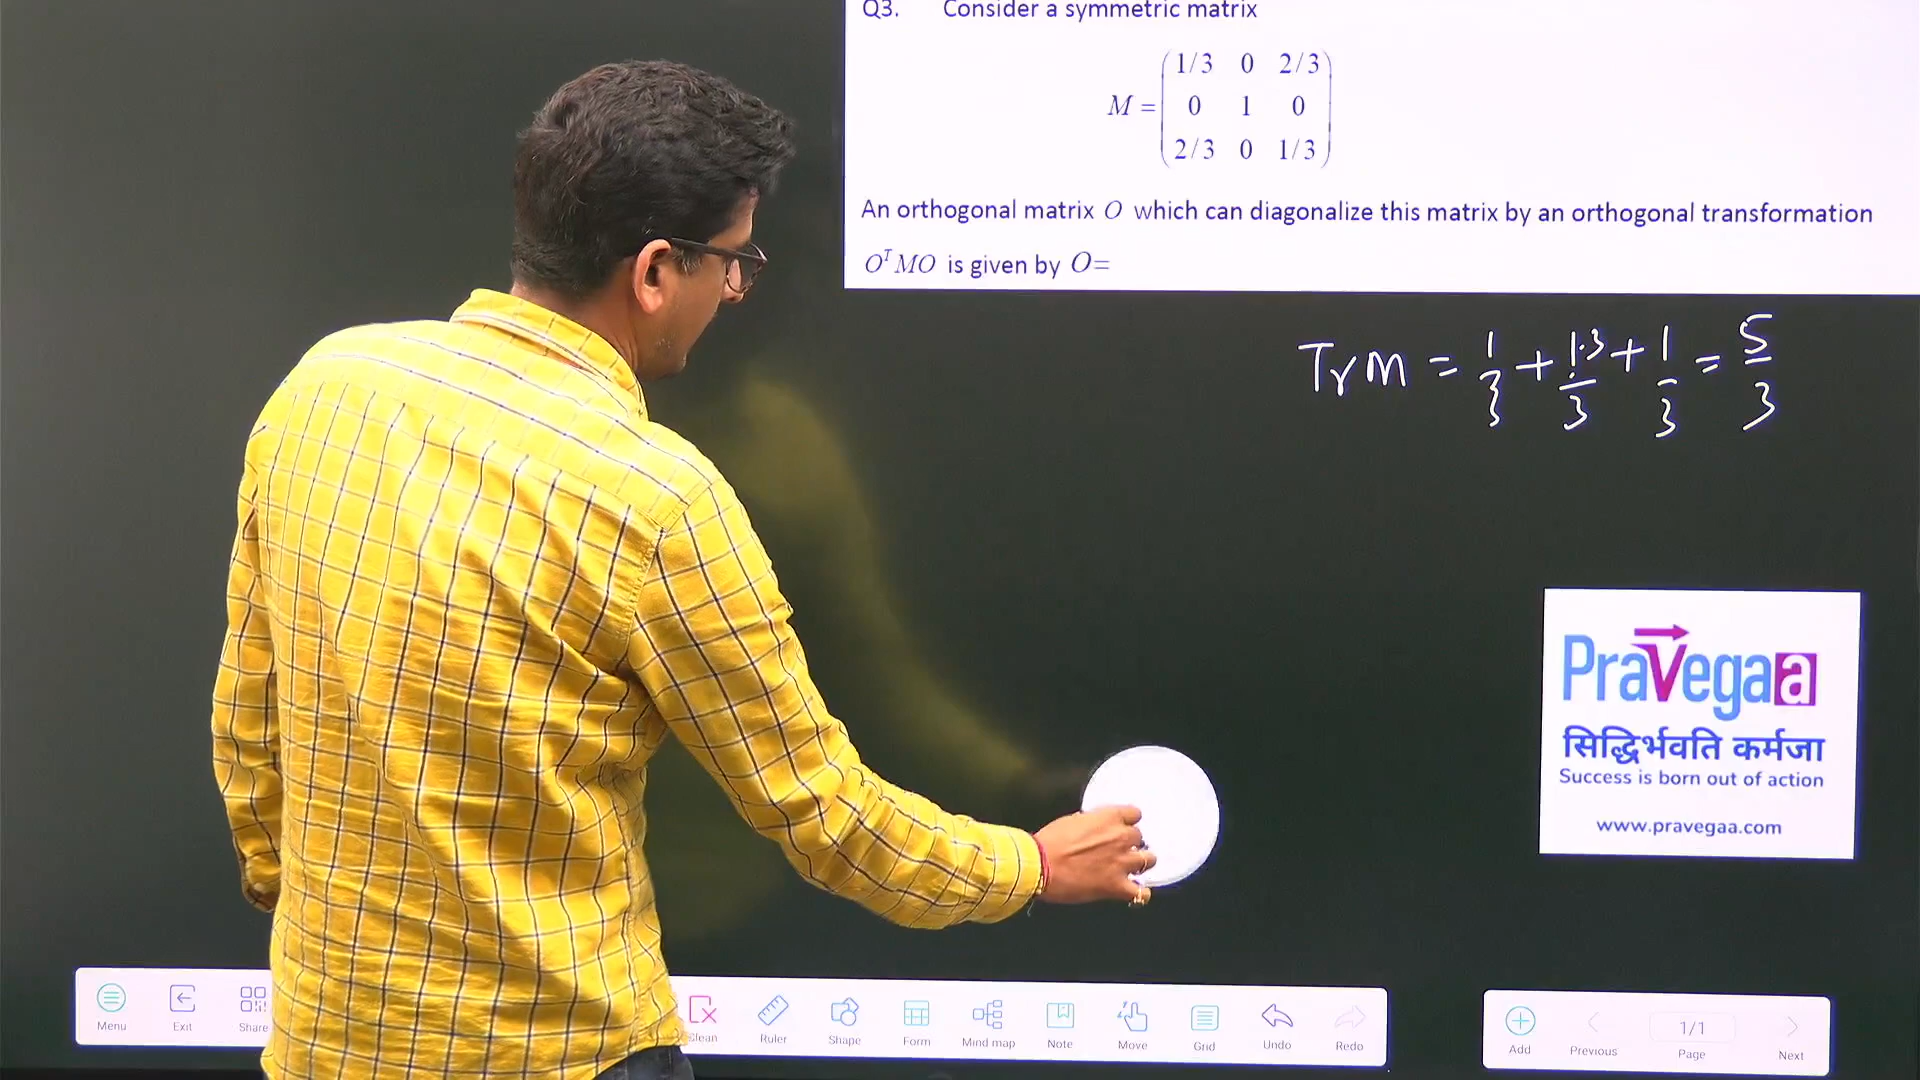 Q3. Consider a symmetric matrix
M = (1/3 0 2/3
0 1 0
2/3 0 1/3)
An orthogonal matrix O which can diagonalize this matrix by an orthogonal transformation
OᵀMO is given by O=
TrM = 1/3 + 1·3/3 + 1/3 = 5/3
Pravegaa
सिद्धिर्भवति कर्मजा
Success is born out of action
www.pravegaa.com
Menu Exit Share Clean Ruler Shape Form Mind map Note Move Grid Undo Redo
Add Previous 1/1 Page Next